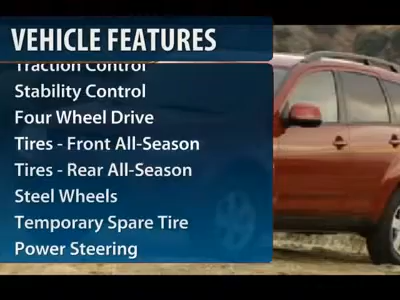 VEHICLE FEATURES
Traction Control
Stability Control
Four Wheel Drive
Tires - Front All-Season
Tires - Rear All-Season
Steel Wheels
Temporary Spare Tire
Power Steering